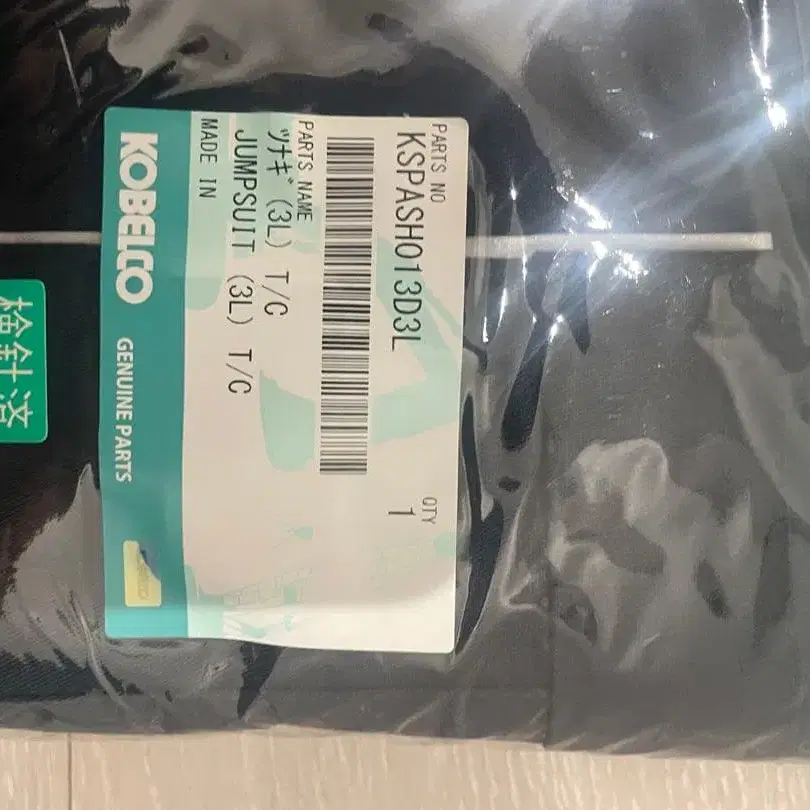 PARTS NO
KSPASH013D3L
QTY
1
PARTS NAME
ツナギ (3L) T/C
JUMPSUIT (3L) T/C
MADE IN
KOBELCO
GENUINE PARTS
検針済